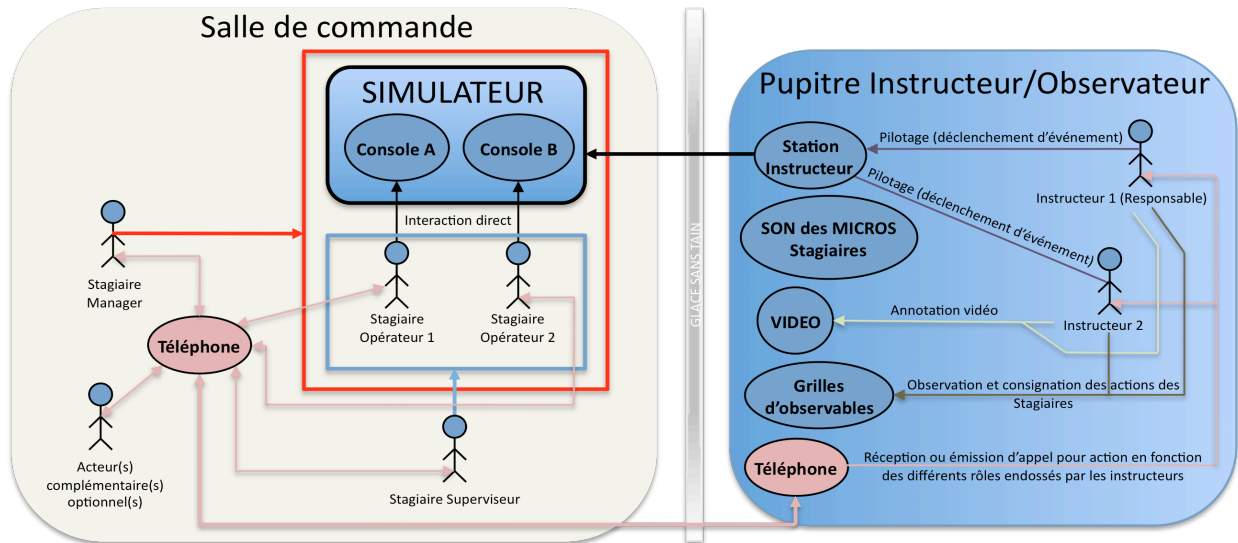 Salle de commande
SIMULATEUR
Console A
Console B
Interaction direct
Stagiaire
Manager
Stagiaire
Opérateur 1
Stagiaire
Opérateur 2
Téléphone
Acteur(s)
complémentaire(s)
optionnel(s)
Stagiaire Superviseur
GLACE SANS TAIN
Pupitre Instructeur/Observateur
Station
Instructeur
Pilotage (déclenchement d'événement)
Instructeur 1 (Responsable)
Pilotage (déclenchement d'événement)
SON des MICROS
Stagiaires
Instructeur 2
VIDEO
Annotation vidéo
Grilles
d'observables
Observation et consignation des actions des
Stagiaires
Téléphone
Réception ou émission d'appel pour action en fonction
des différents rôles endossés par les instructeurs